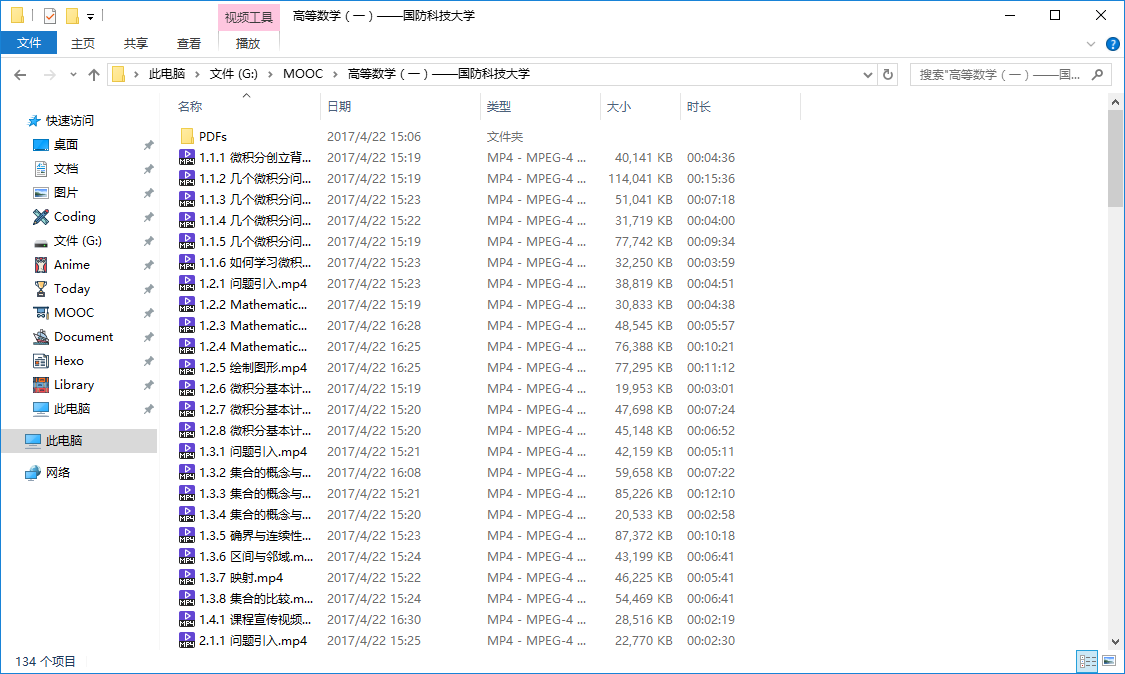 视频工具 高等数学（一）——国防科技大学
文件 主页 共享 查看 播放
此电脑 文件 (G:) MOOC 高等数学（一）——国防科技大学 搜索"高等数学（一）——国...
名称 日期 类型 大小 时长
快速访问
桌面
文档
图片
Coding
文件 (G:)
Anime
Today
MOOC
Document
Hexo
Library
此电脑
此电脑
网络
PDFs 2017/4/22 15:06 文件夹
1.1.1 微积分创立背... 2017/4/22 15:19 MP4 - MPEG-4 ... 40,141 KB 00:04:36
1.1.2 几个微积分问... 2017/4/22 15:19 MP4 - MPEG-4 ... 114,041 KB 00:15:36
1.1.3 几个微积分问... 2017/4/22 15:23 MP4 - MPEG-4 ... 51,041 KB 00:07:18
1.1.4 几个微积分问... 2017/4/22 15:22 MP4 - MPEG-4 ... 31,719 KB 00:04:00
1.1.5 几个微积分问... 2017/4/22 15:19 MP4 - MPEG-4 ... 77,742 KB 00:09:34
1.1.6 如何学习微积... 2017/4/22 15:23 MP4 - MPEG-4 ... 32,250 KB 00:03:59
1.2.1 问题引入.mp4 2017/4/22 15:23 MP4 - MPEG-4 ... 38,819 KB 00:04:51
1.2.2 Mathematic... 2017/4/22 15:19 MP4 - MPEG-4 ... 30,833 KB 00:04:38
1.2.3 Mathematic... 2017/4/22 16:28 MP4 - MPEG-4 ... 48,545 KB 00:05:57
1.2.4 Mathematic... 2017/4/22 16:25 MP4 - MPEG-4 ... 76,388 KB 00:10:21
1.2.5 绘制图形.mp4 2017/4/22 16:25 MP4 - MPEG-4 ... 77,295 KB 00:11:12
1.2.6 微积分基本计... 2017/4/22 15:19 MP4 - MPEG-4 ... 19,953 KB 00:03:01
1.2.7 微积分基本计... 2017/4/22 15:20 MP4 - MPEG-4 ... 47,698 KB 00:07:24
1.2.8 微积分基本计... 2017/4/22 15:20 MP4 - MPEG-4 ... 45,148 KB 00:06:52
1.3.1 问题引入.mp4 2017/4/22 15:21 MP4 - MPEG-4 ... 42,159 KB 00:05:11
1.3.2 集合的概念与... 2017/4/22 16:08 MP4 - MPEG-4 ... 59,658 KB 00:07:22
1.3.3 集合的概念与... 2017/4/22 15:21 MP4 - MPEG-4 ... 85,226 KB 00:12:10
1.3.4 集合的概念与... 2017/4/22 15:20 MP4 - MPEG-4 ... 20,533 KB 00:02:58
1.3.5 确界与连续性... 2017/4/22 15:23 MP4 - MPEG-4 ... 87,372 KB 00:10:18
1.3.6 区间与邻域.m... 2017/4/22 15:24 MP4 - MPEG-4 ... 43,199 KB 00:06:41
1.3.7 映射.mp4 2017/4/22 15:22 MP4 - MPEG-4 ... 46,225 KB 00:05:41
1.3.8 集合的比较.m... 2017/4/22 15:24 MP4 - MPEG-4 ... 54,469 KB 00:06:41
1.4.1 课程宣传视频... 2017/4/22 16:30 MP4 - MPEG-4 ... 28,516 KB 00:02:19
2.1.1 问题引入.mp4 2017/4/22 15:25 MP4 - MPEG-4 ... 22,770 KB 00:02:30
134 个项目